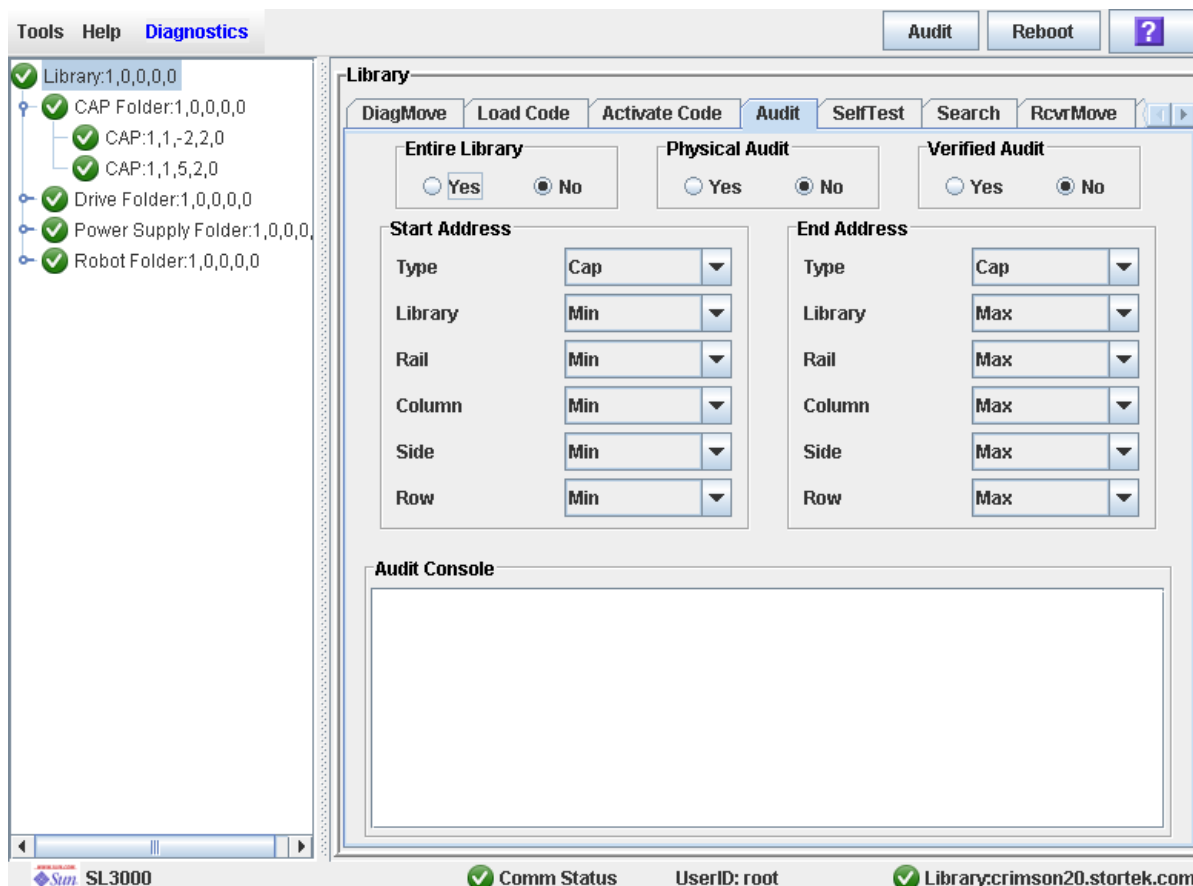 Tools Help Diagnostics Audit Reboot ?
Library:1,0,0,0,0
CAP Folder:1,0,0,0,0
CAP:1,1,-2,2,0
CAP:1,1,5,2,0
Drive Folder:1,0,0,0,0
Power Supply Folder:1,0,0,0,
Robot Folder:1,0,0,0,0
Library
DiagMove Load Code Activate Code Audit SelfTest Search RcvrMove
Entire Library Physical Audit Verified Audit
Yes No Yes No Yes No
Start Address End Address
Type Cap Type Cap
Library Min Library Max
Rail Min Rail Max
Column Min Column Max
Side Min Side Max
Row Min Row Max
Audit Console
www.sun.com
Sun SL3000 Comm Status UserID: root Library:crimson20.stortek.com